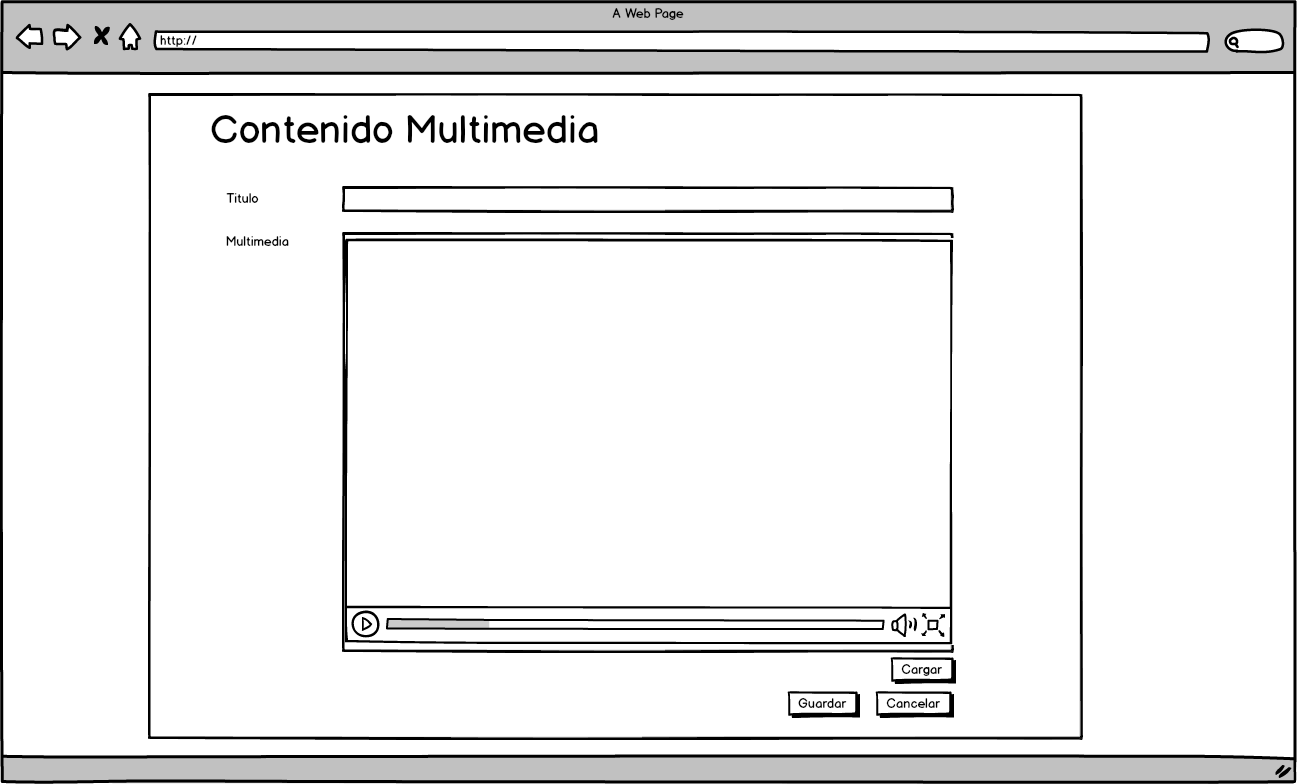 A Web Page
http://
Contenido Multimedia
Titulo
Multimedia
Cargar
Guardar
Cancelar